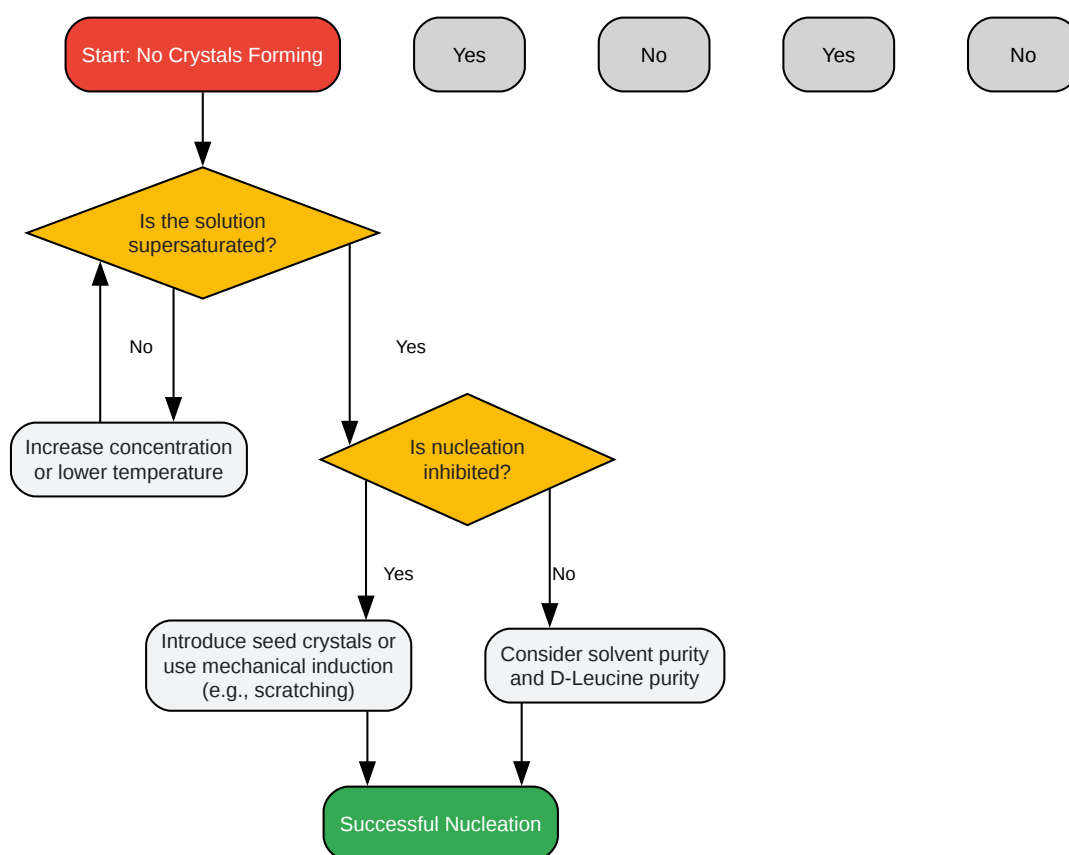 Start: No Crystals Forming
Yes
No
Yes
No
Is the solution
supersaturated?
No
Yes
Increase concentration
or lower temperature
Is nucleation
inhibited?
Yes
No
Introduce seed crystals or
use mechanical induction
(e.g., scratching)
Consider solvent purity
and D-Leucine purity
Successful Nucleation